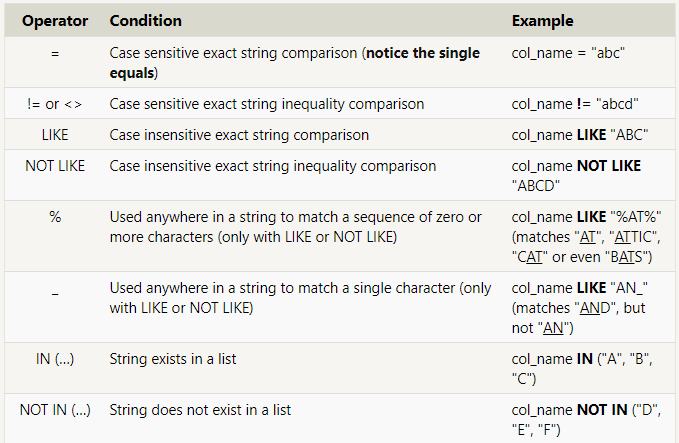 Operator Condition Example
= Case sensitive exact string comparison (notice the single equals) col_name = "abc"
!= or <> Case sensitive exact string inequality comparison col_name != "abcd"
LIKE Case insensitive exact string comparison col_name LIKE "ABC"
NOT LIKE Case insensitive exact string inequality comparison col_name NOT LIKE "ABCD"
% Used anywhere in a string to match a sequence of zero or more characters (only with LIKE or NOT LIKE) col_name LIKE "%AT%" (matches "AT", "ATTIC", "CAT" or even "BATS")
_ Used anywhere in a string to match a single character (only with LIKE or NOT LIKE) col_name LIKE "AN_" (matches "AND", but not "AN")
IN (...) String exists in a list col_name IN ("A", "B", "C")
NOT IN (...) String does not exist in a list col_name NOT IN ("D", "E", "F")